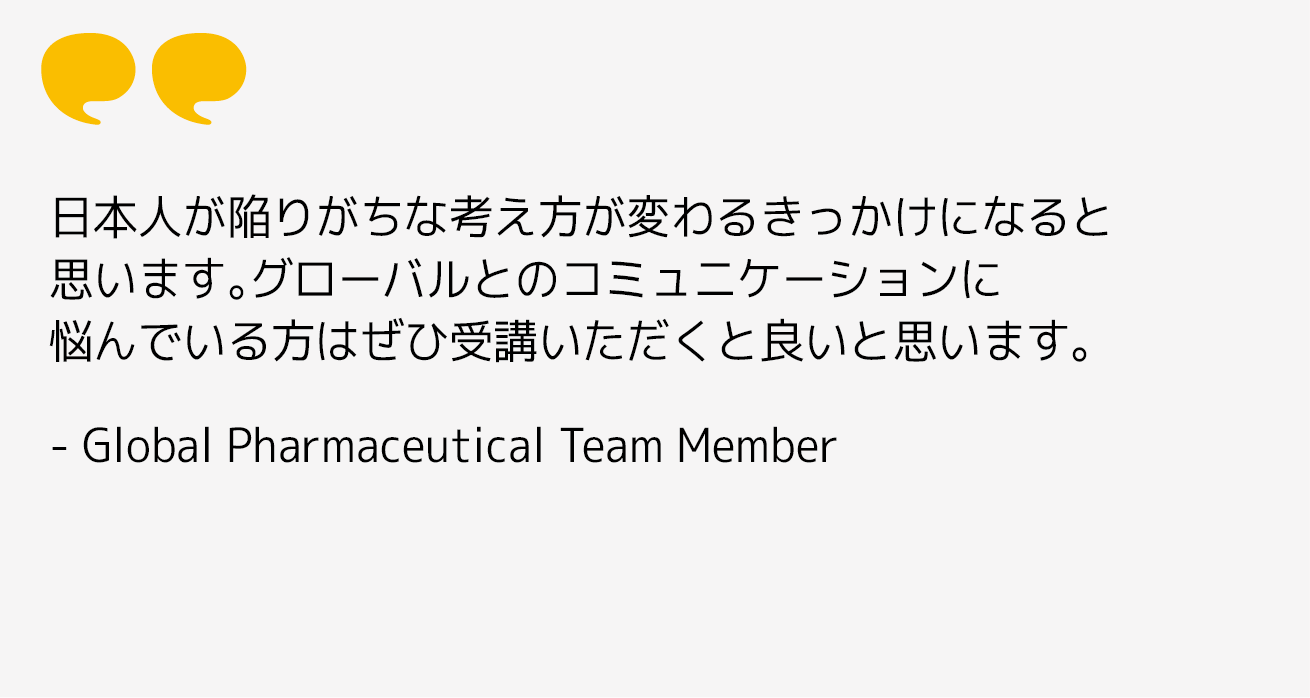 日本人が陥りがちな考え方が変わるきっかけになると
思います。グローバルとのコミュニケーションに
悩んでいる方はぜひ受講いただくと良いと思います。
- Global Pharmaceutical Team Member